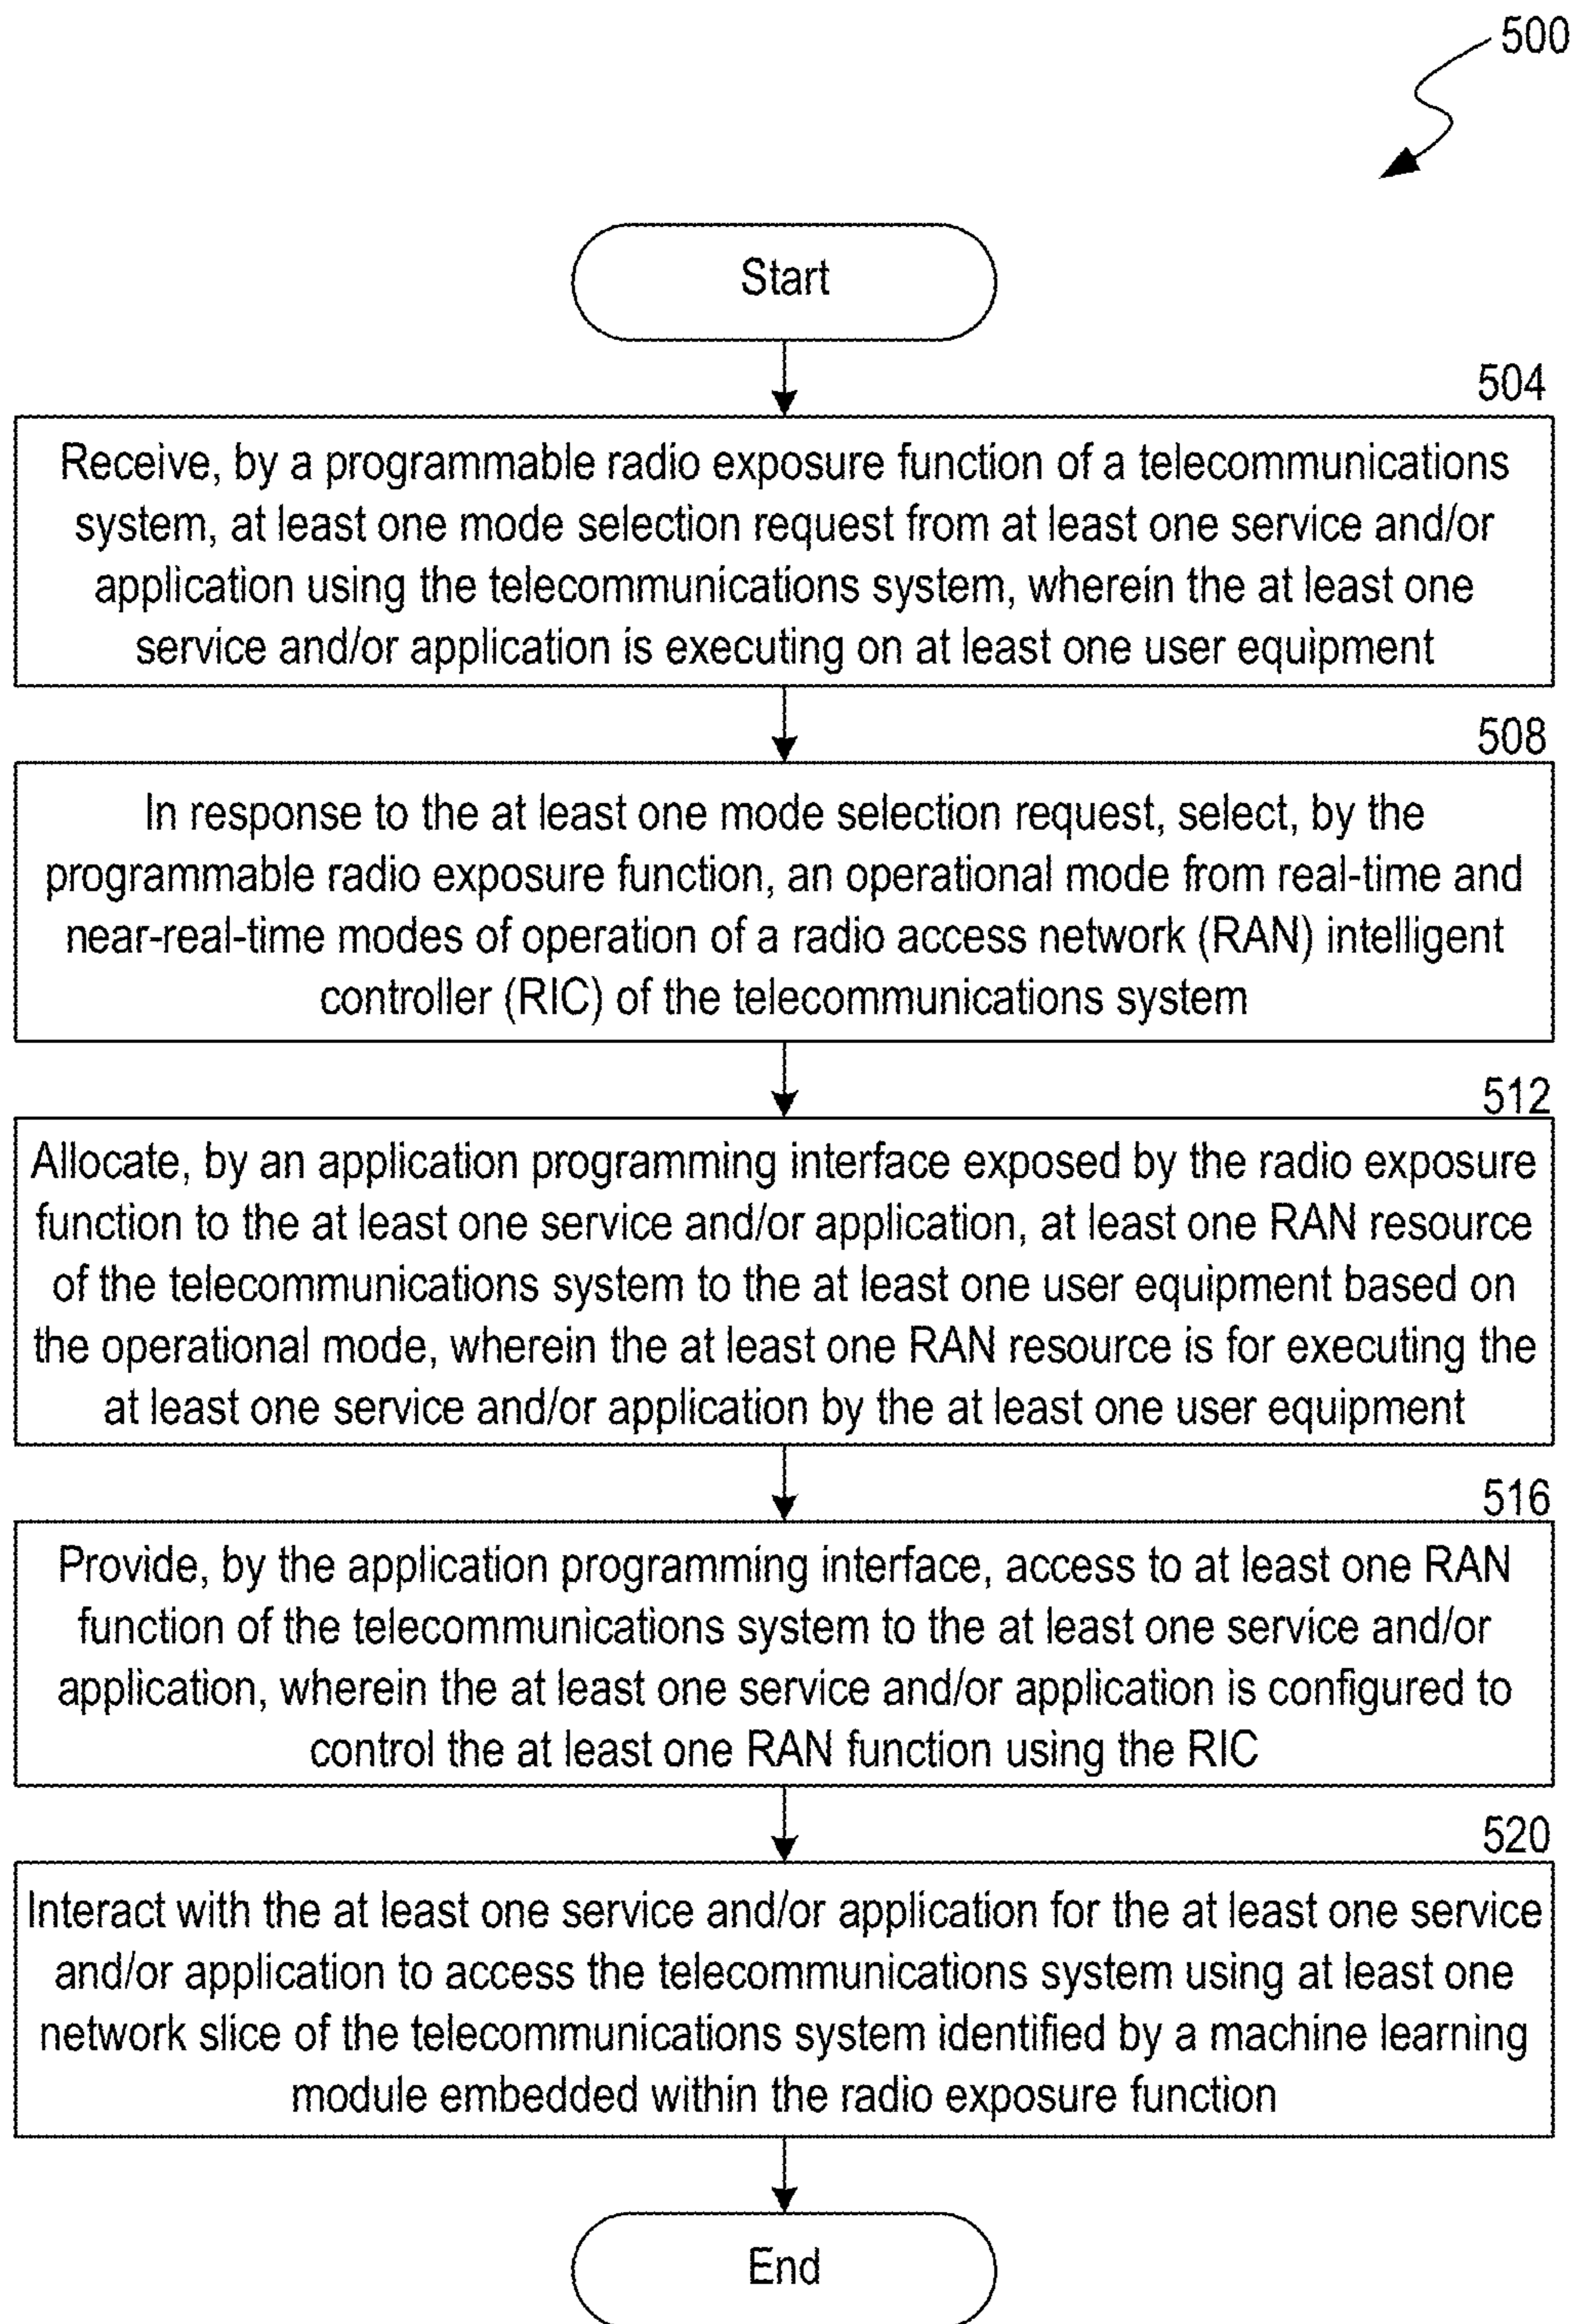 500
Start
504
Receive, by a programmable radio exposure function of a telecommunications
system, at least one mode selection request from at least one service and/or
application using the telecommunications system, wherein the at least one
service and/or application is executing on at least one user equipment
508
In response to the at least one mode selection request, select, by the
programmable radio exposure function, an operational mode from real-time and
near-real-time modes of operation of a radio access network (RAN) intelligent
controller (RIC) of the telecommunications system
512
Allocate, by an application programming interface exposed by the radio exposure
function to the at least one service and/or application, at least one RAN resource
of the telecommunications system to the at least one user equipment based on
the operational mode, wherein the at least one RAN resource is for executing the
at least one service and/or application by the at least one user equipment
516
Provide, by the application programming interface, access to at least one RAN
function of the telecommunications system to the at least one service and/or
application, wherein the at least one service and/or application is configured to
control the at least one RAN function using the RIC
520
Interact with the at least one service and/or application for the at least one service
and/or application to access the telecommunications system using at least one
network slice of the telecommunications system identified by a machine learning
module embedded within the radio exposure function
End